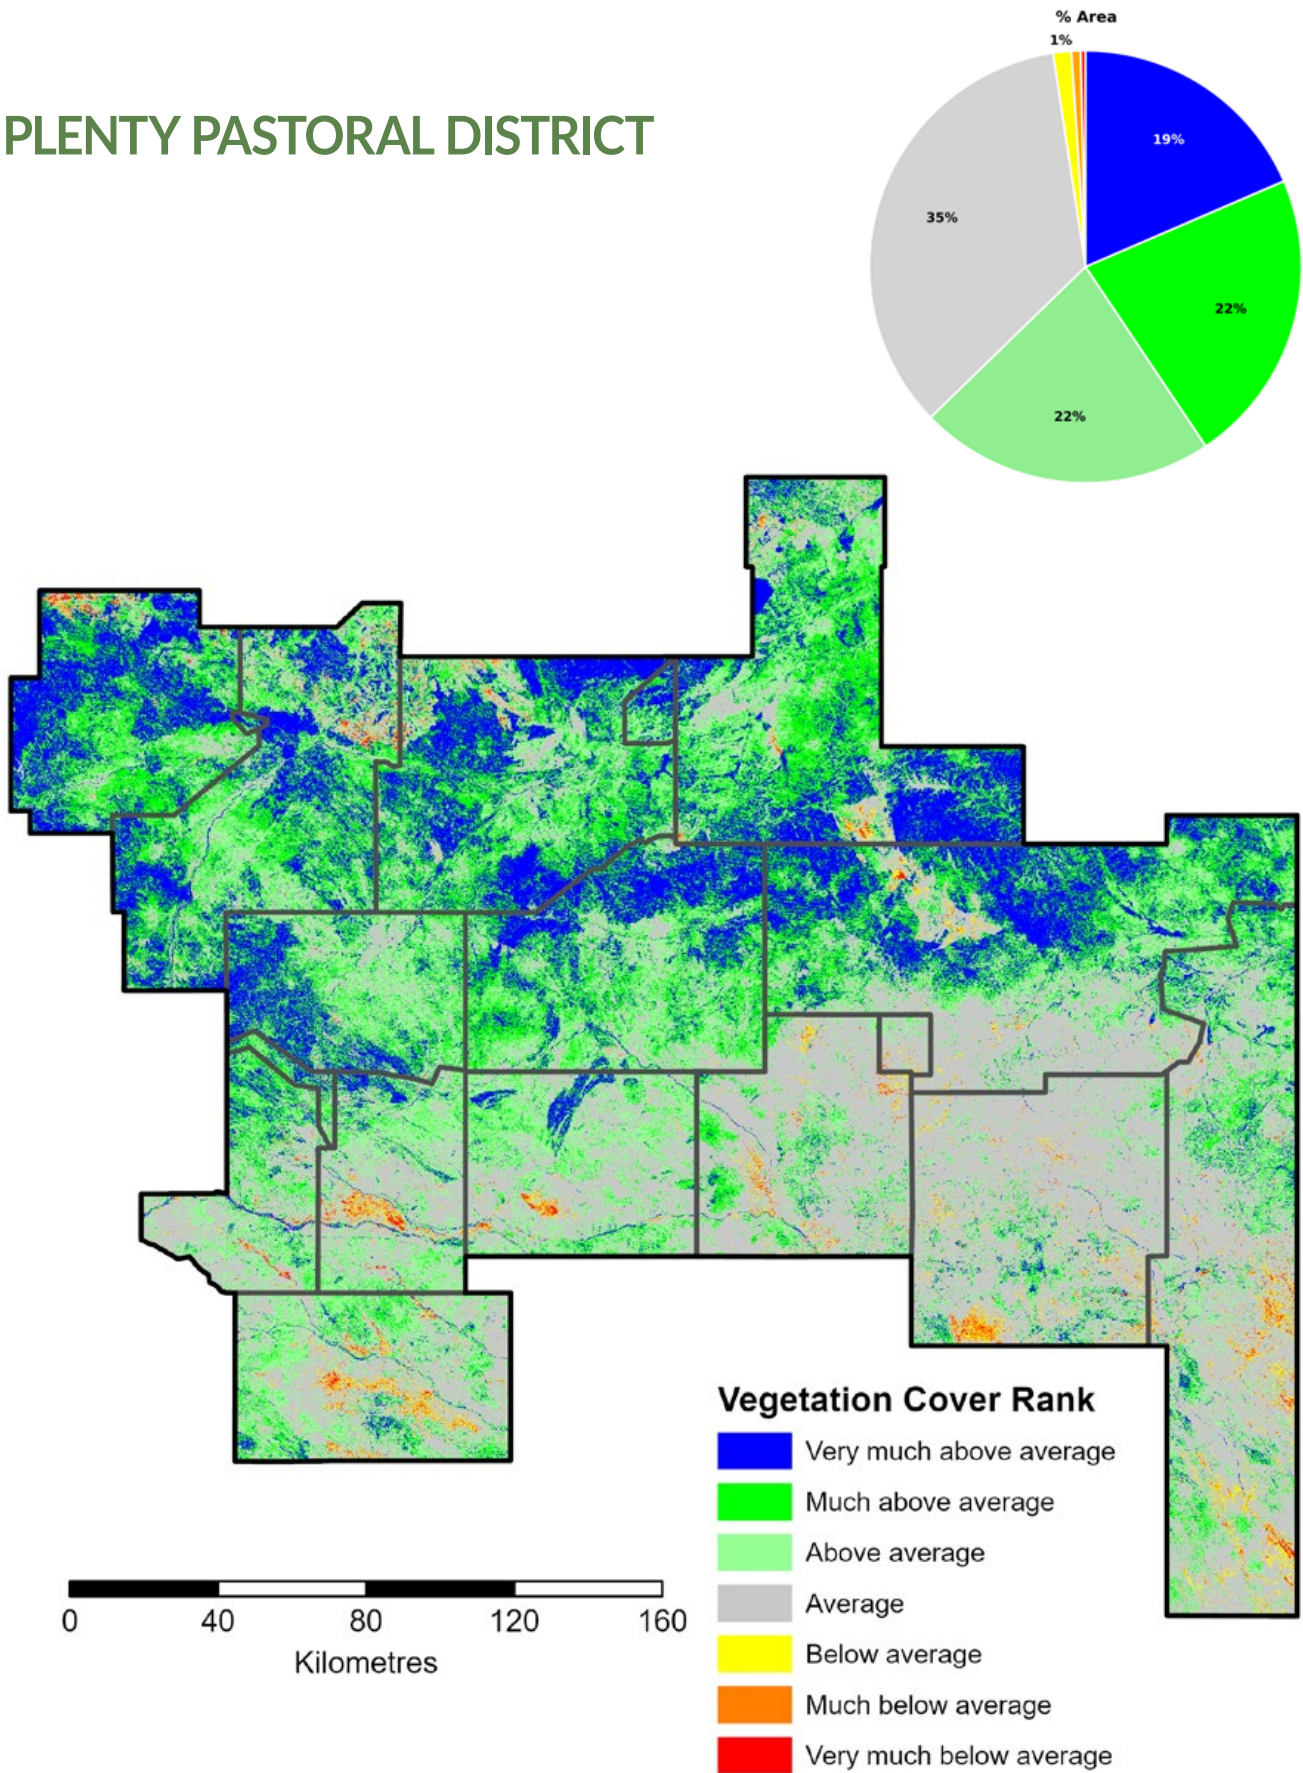 % Area
1%
PLENTY PASTORAL DISTRICT
19%
35%
22%
22%
Vegetation Cover Rank
Very much above average
Much above average
Above average
Average
Below average
Much below average
Very much below average
0 40 80 120 160
Kilometres